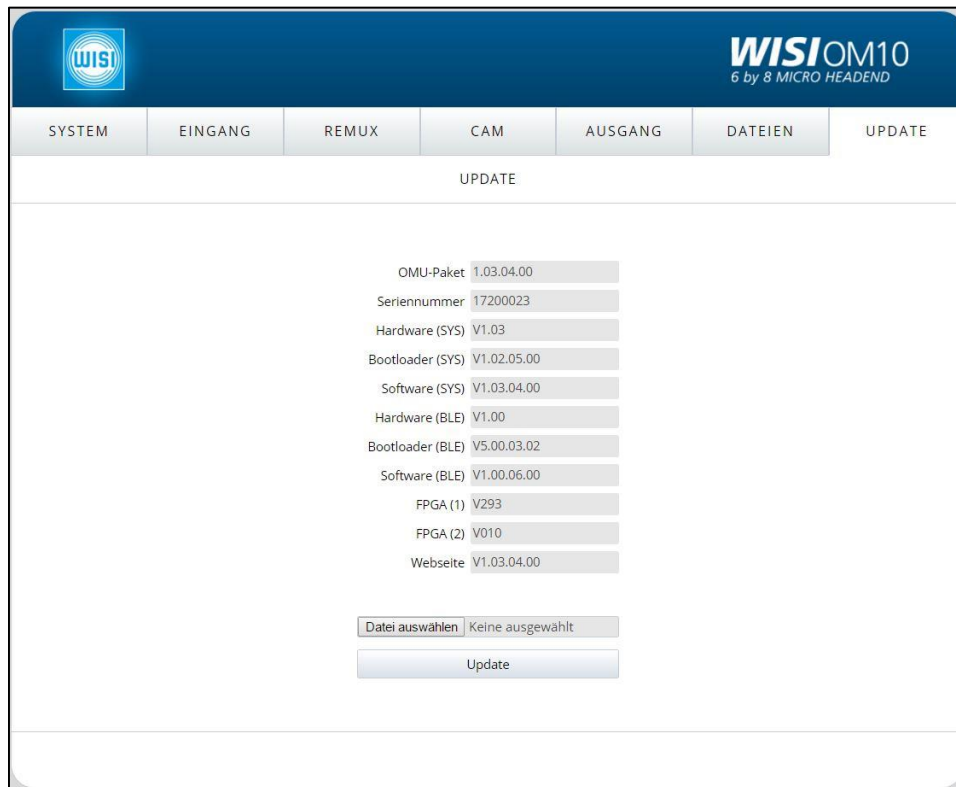 WISI
WISI OM10
6 by 8 MICRO HEADEND
SYSTEM EINGANG REMUX CAM AUSGANG DATEIEN UPDATE
UPDATE
OMU-Paket 1.03.04.00
Seriennummer 17200023
Hardware (SYS) V1.03
Bootloader (SYS) V1.02.05.00
Software (SYS) V1.03.04.00
Hardware (BLE) V1.00
Bootloader (BLE) V5.00.03.02
Software (BLE) V1.00.06.00
FPGA (1) V293
FPGA (2) V010
Webseite V1.03.04.00
Datei auswählen Keine ausgewählt
Update